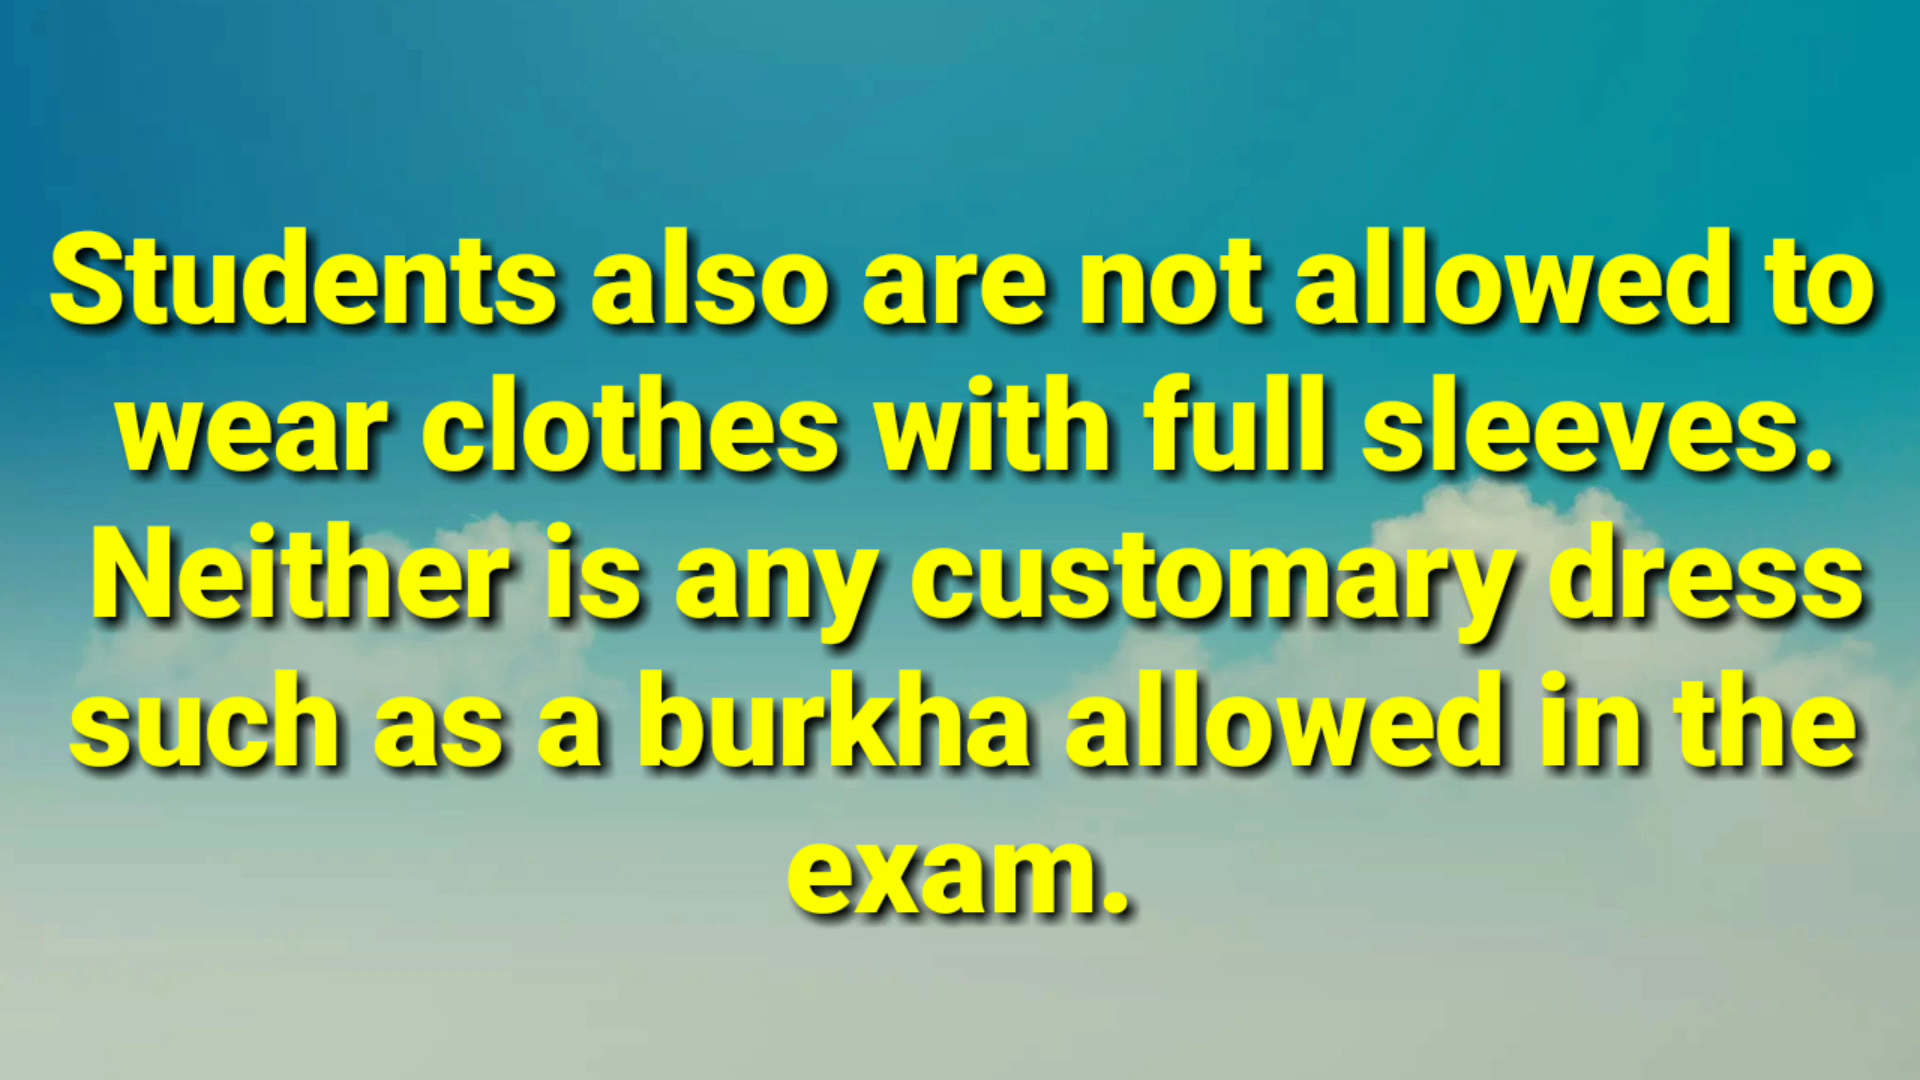 Students also are not allowed to
wear clothes with full sleeves.
Neither is any customary dress
such as a burkha allowed in the
exam.